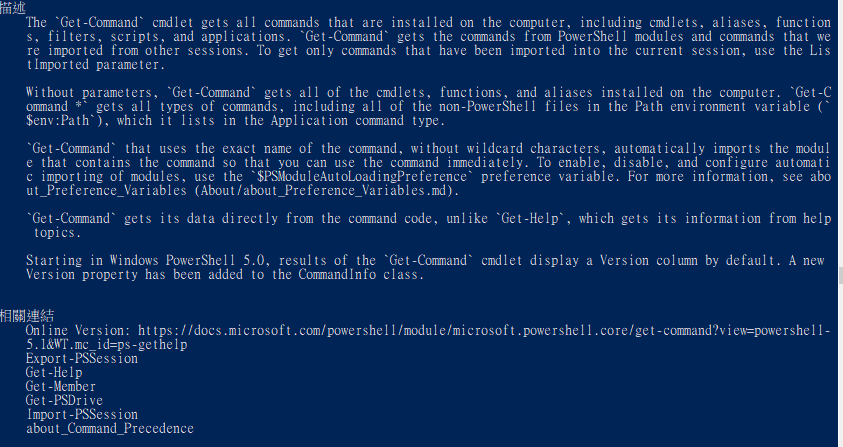 描述
The `Get-Command` cmdlet gets all commands that are installed on the computer, including cmdlets, aliases, function
s, filters, scripts, and applications. `Get-Command` gets the commands from PowerShell modules and commands that we
re imported from other sessions. To get only commands that have been imported into the current session, use the Lis
tImported parameter.
Without parameters, `Get-Command` gets all of the cmdlets, functions, and aliases installed on the computer. `Get-C
ommand *` gets all types of commands, including all of the non-PowerShell files in the Path environment variable (`
$env:Path`), which it lists in the Application command type.
`Get-Command` that uses the exact name of the command, without wildcard characters, automatically imports the modul
e that contains the command so that you can use the command immediately. To enable, disable, and configure automati
c importing of modules, use the `$PSModuleAutoLoadingPreference` preference variable. For more information, see abo
ut_Preference_Variables (About/about_Preference_Variables.md).
`Get-Command` gets its data directly from the command code, unlike `Get-Help`, which gets its information from help
topics.
Starting in Windows PowerShell 5.0, results of the `Get-Command` cmdlet display a Version column by default. A new
Version property has been added to the CommandInfo class.
相關連結
Online Version: https://docs.microsoft.com/powershell/module/microsoft.powershell.core/get-command?view=powershell-
5.1&WT.mc_id=ps-gethelp
Export-PSSession
Get-Help
Get-Member
Get-PSDrive
Import-PSSession
about_Command_Precedence